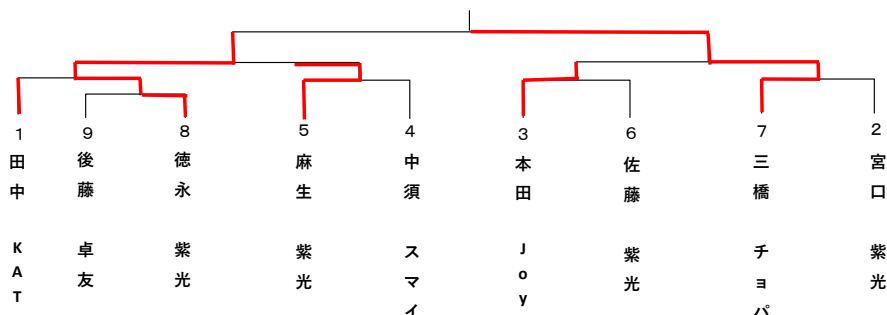 1 田中 KAT
9 後藤 卓友
8 徳永 紫光
5 麻生 紫光
4 中須 スマイ
3 本田 Joy
6 佐藤 紫光
7 三橋 チョパ
2 宮口 紫光